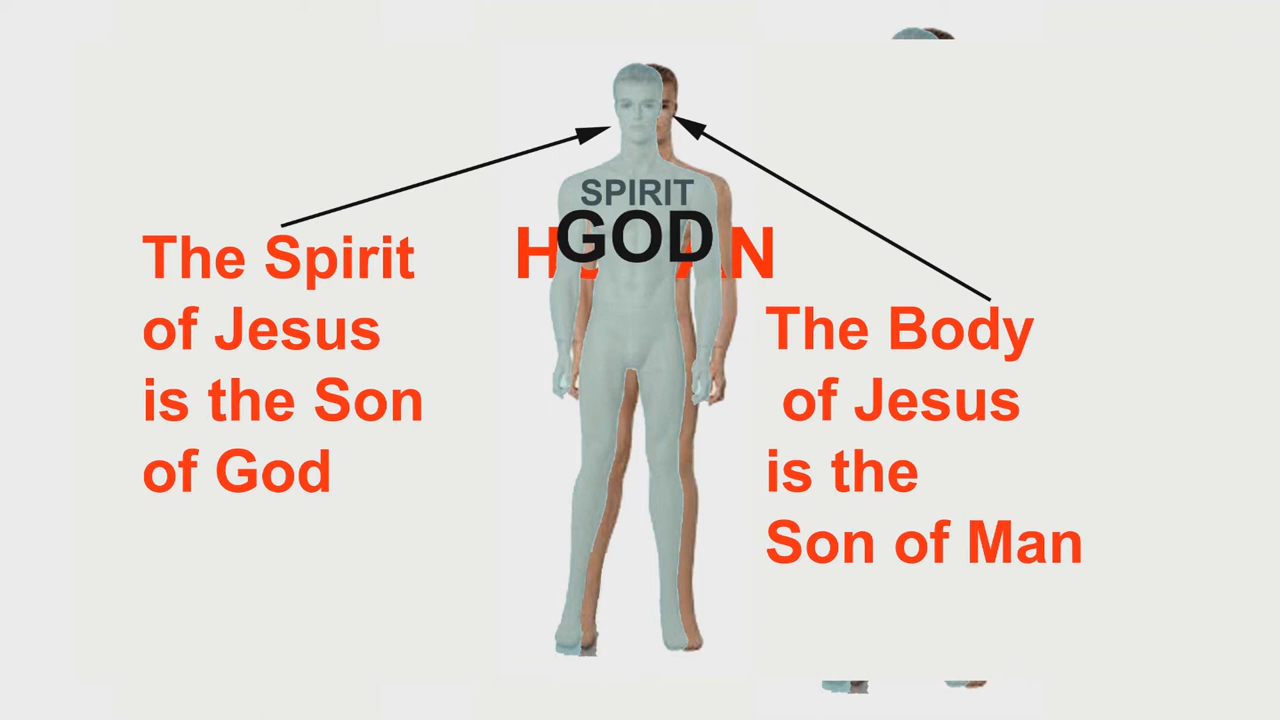 SPIRIT
GOD
The Spirit
of Jesus
is the Son
of God
The Body
of Jesus
is the
Son of Man